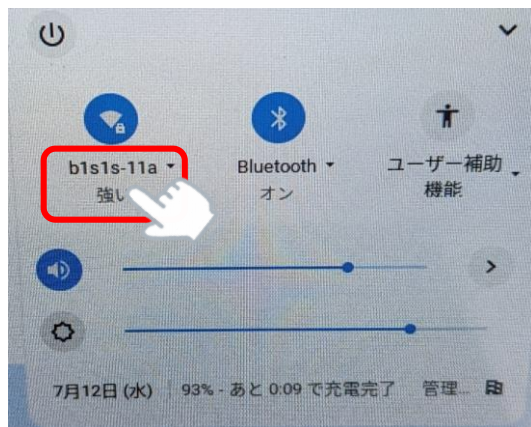 b1s1s-11a
強い
Bluetooth
オン
ユーザー補助
機能
7月12日 (水) 93% - あと 0:09 で充電完了 管理...